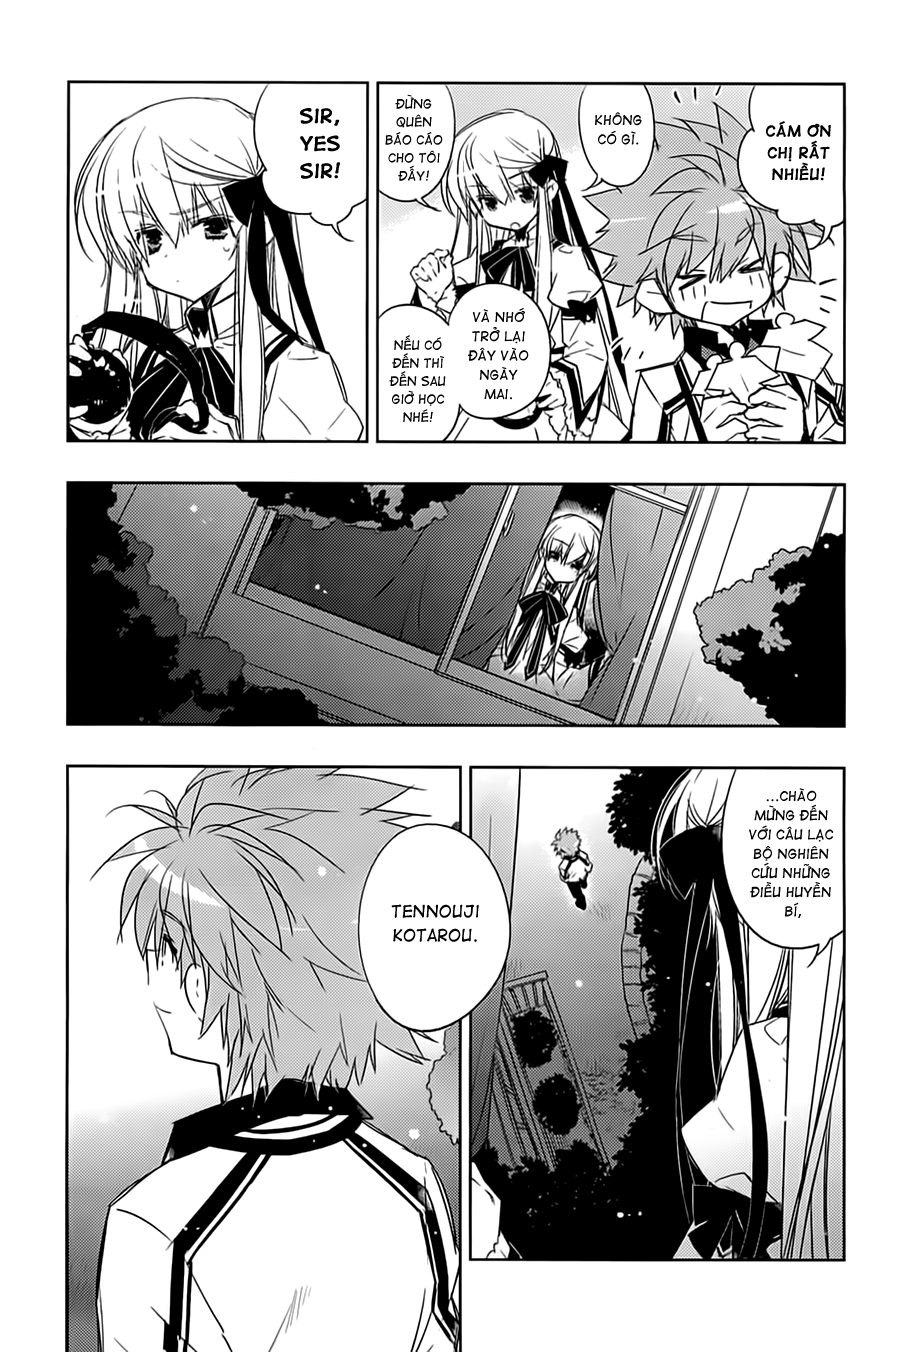 CÁM ƠN
CHỊ RẤT
NHIỀU!
KHÔNG
CÓ GÌ.
ĐỪNG
QUÊN
BÁO CÁO
CHO TÔI
ĐẤY!
VÀ NHỚ
TRỞ LẠI
ĐÂY VÀO
NGÀY
MAI.
NẾU CÓ
ĐẾN THÌ
ĐẾN SAU
GIỜ HỌC
NHÉ!
SIR,
YES
SIR!
...CHÀO
MỪNG ĐẾN
VỚI CÂU LẠC
BỘ NGHIÊN
CỨU NHỮNG
ĐIỀU HUYỀN
BÍ,
TENNOUJI
KOTAROU.